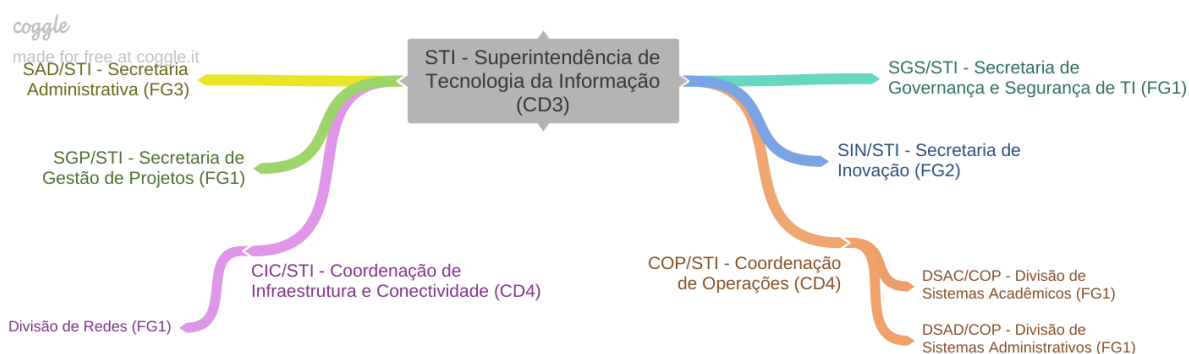 coggle
made for free at coggle.it
STI - Superintendência de
Tecnologia da Informação
(CD3)
SAD/STI - Secretaria
Administrativa (FG3)
SGP/STI - Secretaria de
Gestão de Projetos (FG1)
CIC/STI - Coordenação de
Infraestrutura e Conectividade (CD4)
Divisão de Redes (FG1)
SGS/STI - Secretaria de
Governança e Segurança de TI (FG1)
SIN/STI - Secretaria de
Inovação (FG2)
COP/STI - Coordenação
de Operações (CD4)
DSAC/COP - Divisão de
Sistemas Acadêmicos (FG1)
DSAD/COP - Divisão de
Sistemas Administrativos (FG1)